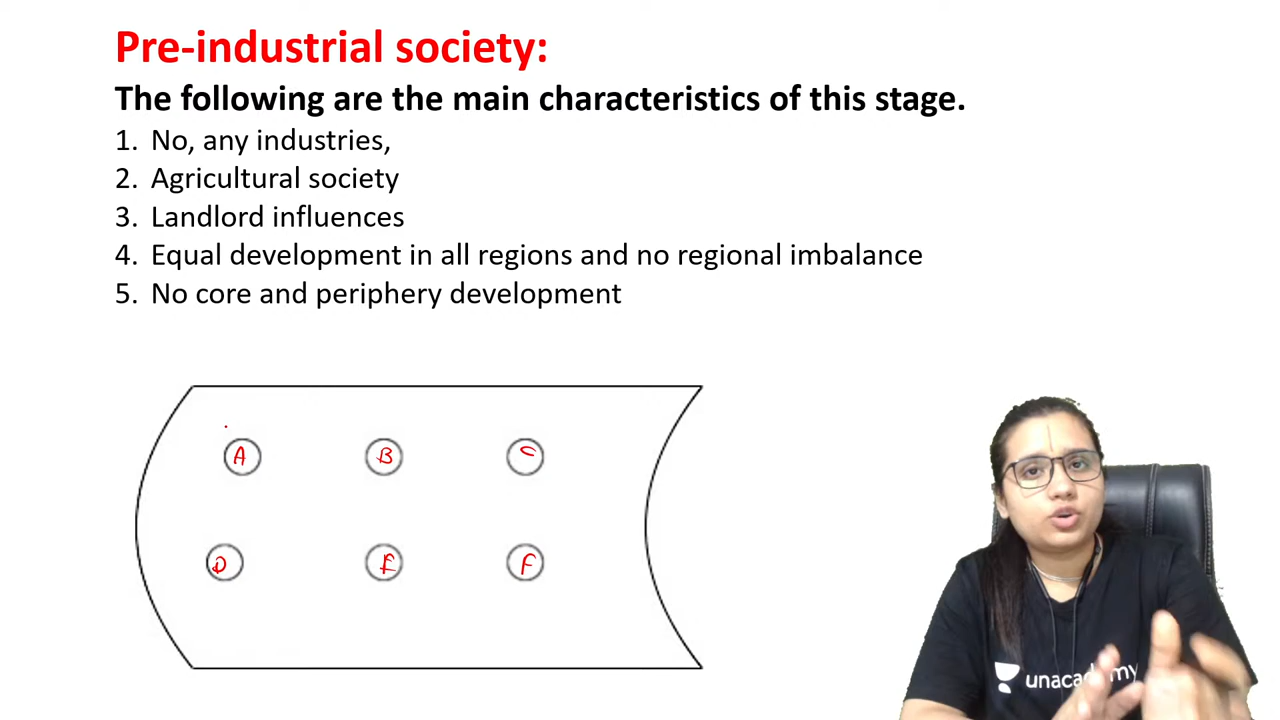 Pre-industrial society:
The following are the main characteristics of this stage.
1. No, any industries,
2. Agricultural society
3. Landlord influences
4. Equal development in all regions and no regional imbalance
5. No core and periphery development
A B C
D E F
unacademy